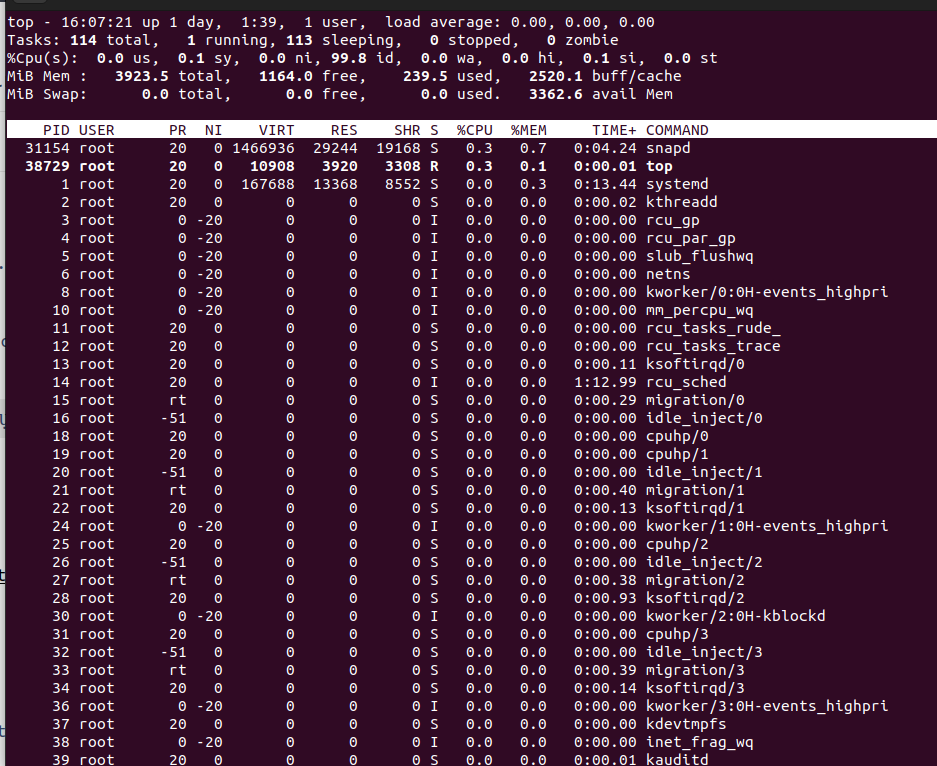 top - 16:07:21 up 1 day,  1:39,  1 user,  load average: 0.00, 0.00, 0.00
Tasks: 114 total,   1 running, 113 sleeping,   0 stopped,   0 zombie
%Cpu(s):  0.0 us,  0.1 sy,  0.0 ni, 99.8 id,  0.0 wa,  0.0 hi,  0.1 si,  0.0 st
MiB Mem :   3923.5 total,   1164.0 free,    239.5 used,   2520.1 buff/cache
MiB Swap:      0.0 total,      0.0 free,      0.0 used.   3362.6 avail Mem
PID USER PR NI VIRT RES SHR S %CPU %MEM TIME+ COMMAND
31154 root 20 0 1466936 29244 19168 S 0.3 0.7 0:04.24 snapd
38729 root 20 0 10908 3920 3308 R 0.3 0.1 0:00.01 top
1 root 20 0 167688 13368 8552 S 0.0 0.3 0:13.44 systemd
2 root 20 0 0 0 0 S 0.0 0.0 0:00.02 kthreadd
3 root 0 -20 0 0 0 I 0.0 0.0 0:00.00 rcu_gp
4 root 0 -20 0 0 0 I 0.0 0.0 0:00.00 rcu_par_gp
5 root 0 -20 0 0 0 I 0.0 0.0 0:00.00 slub_flushwq
6 root 0 -20 0 0 0 I 0.0 0.0 0:00.00 netns
8 root 0 -20 0 0 0 I 0.0 0.0 0:00.00 kworker/0:0H-events_highpri
10 root 0 -20 0 0 0 I 0.0 0.0 0:00.00 mm_percpu_wq
11 root 20 0 0 0 0 S 0.0 0.0 0:00.00 rcu_tasks_rude_
12 root 20 0 0 0 0 S 0.0 0.0 0:00.00 rcu_tasks_trace
13 root 20 0 0 0 0 S 0.0 0.0 0:00.11 ksoftirqd/0
14 root 20 0 0 0 0 I 0.0 0.0 1:12.99 rcu_sched
15 root rt 0 0 0 0 S 0.0 0.0 0:00.29 migration/0
16 root -51 0 0 0 0 S 0.0 0.0 0:00.00 idle_inject/0
18 root 20 0 0 0 0 S 0.0 0.0 0:00.00 cpuhp/0
19 root 20 0 0 0 0 S 0.0 0.0 0:00.00 cpuhp/1
20 root -51 0 0 0 0 S 0.0 0.0 0:00.00 idle_inject/1
21 root rt 0 0 0 0 S 0.0 0.0 0:00.40 migration/1
22 root 20 0 0 0 0 S 0.0 0.0 0:00.13 ksoftirqd/1
24 root 0 -20 0 0 0 I 0.0 0.0 0:00.00 kworker/1:0H-events_highpri
25 root 20 0 0 0 0 S 0.0 0.0 0:00.00 cpuhp/2
26 root -51 0 0 0 0 S 0.0 0.0 0:00.00 idle_inject/2
27 root rt 0 0 0 0 S 0.0 0.0 0:00.38 migration/2
28 root 20 0 0 0 0 S 0.0 0.0 0:00.93 ksoftirqd/2
30 root 0 -20 0 0 0 I 0.0 0.0 0:00.00 kworker/2:0H-kblockd
31 root 20 0 0 0 0 S 0.0 0.0 0:00.00 cpuhp/3
32 root -51 0 0 0 0 S 0.0 0.0 0:00.00 idle_inject/3
33 root rt 0 0 0 0 S 0.0 0.0 0:00.39 migration/3
34 root 20 0 0 0 0 S 0.0 0.0 0:00.14 ksoftirqd/3
36 root 0 -20 0 0 0 I 0.0 0.0 0:00.00 kworker/3:0H-events_highpri
37 root 20 0 0 0 0 S 0.0 0.0 0:00.00 kdevtmpfs
38 root 0 -20 0 0 0 I 0.0 0.0 0:00.00 inet_frag_wq
39 root 20 0 0 0 0 S 0.0 0.0 0:00.01 kauditd